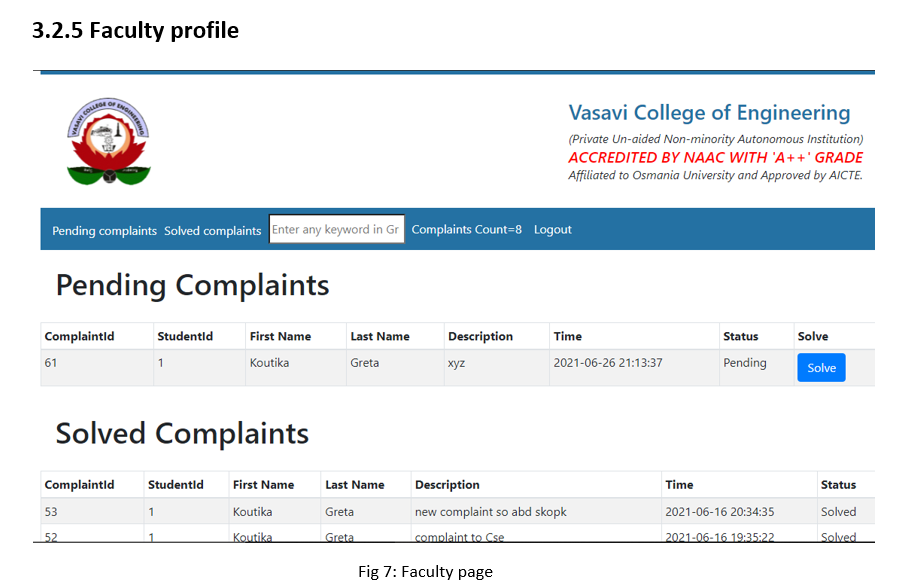 3.2.5 Faculty profile
VASAVI COLLEGE OF ENGINEERING
Vasavi College of Engineering
(Private Un-aided Non-minority Autonomous Institution)
ACCREDITED BY NAAC WITH 'A++' GRADE
Affiliated to Osmania University and Approved by AICTE.
Pending complaints Solved complaints Enter any keyword in Gr Complaints Count=8 Logout
Pending Complaints
ComplaintId StudentId First Name Last Name Description Time Status Solve
61 1 Koutika Greta xyz 2021-06-26 21:13:37 Pending Solve
Solved Complaints
ComplaintId StudentId First Name Last Name Description Time Status
53 1 Koutika Greta new complaint so abd skopk 2021-06-16 20:34:35 Solved
52 1 Koutika Greta complaint to Cse 2021-06-16 19:35:22 Solved
Fig 7: Faculty page